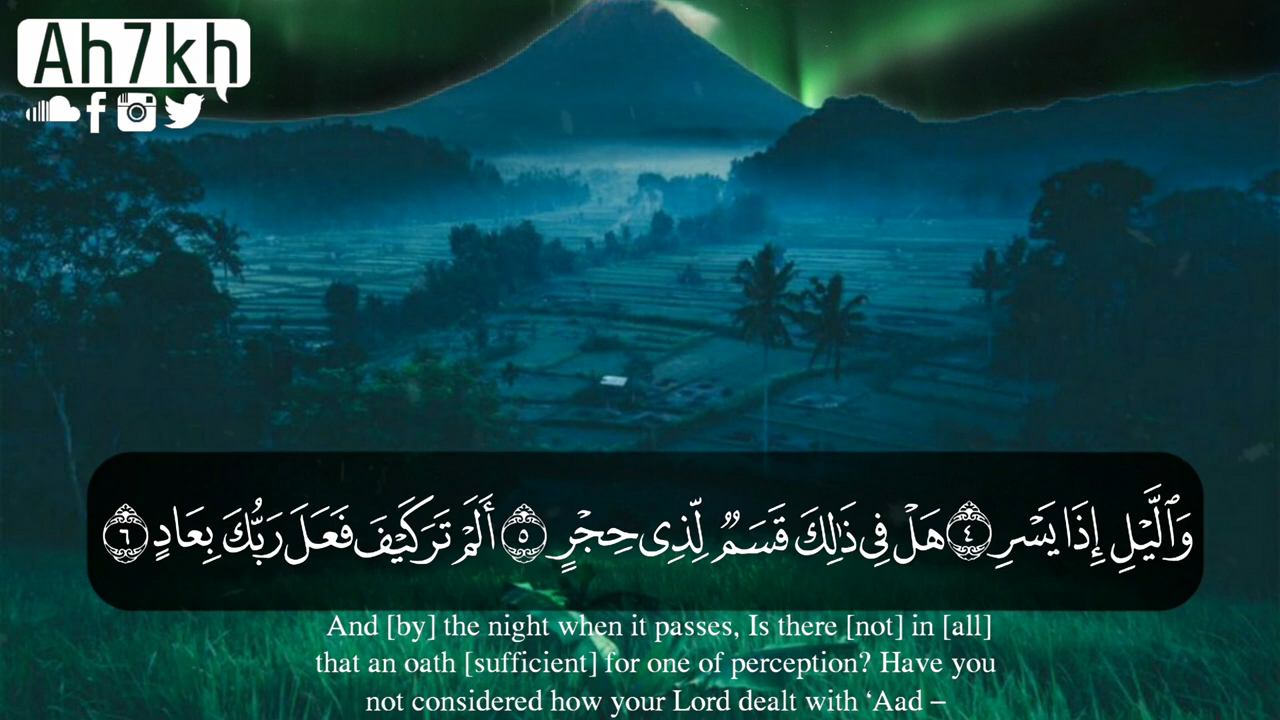 Ah7kh
وَٱلَّيْلِ إِذَا يَسْرِ ٤ هَلْ فِى ذَٰلِكَ قَسَمٌ لِّذِى حِجْرٍ ٥ أَلَمْ تَرَ كَيْفَ فَعَلَ رَبُّكَ بِعَادٍ ٦
And [by] the night when it passes, Is there [not] in [all]
that an oath [sufficient] for one of perception? Have you
not considered how your Lord dealt with ‘Aad –